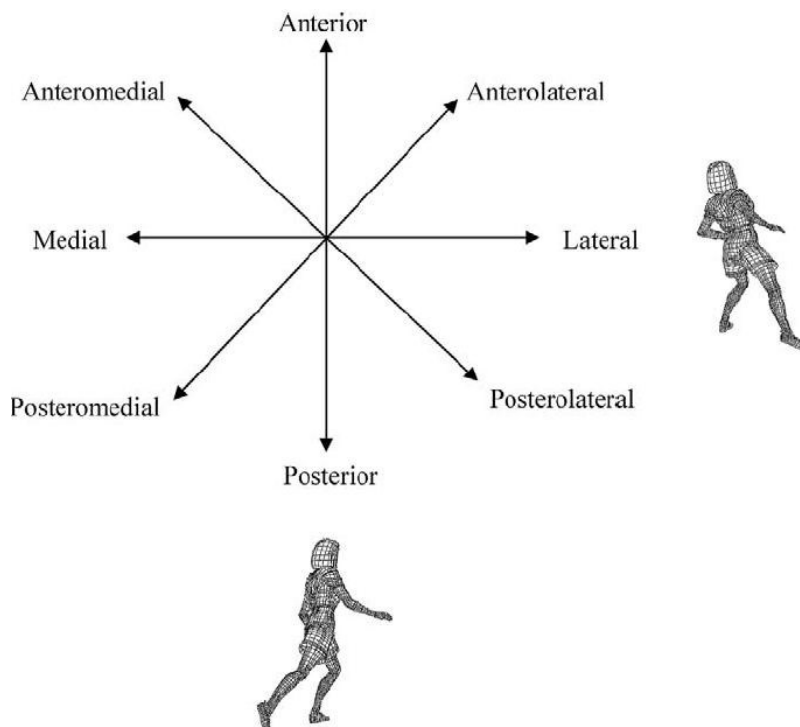 Anterior
Anteromedial
Anterolateral
Medial
Lateral
Posteromedial
Posterolateral
Posterior